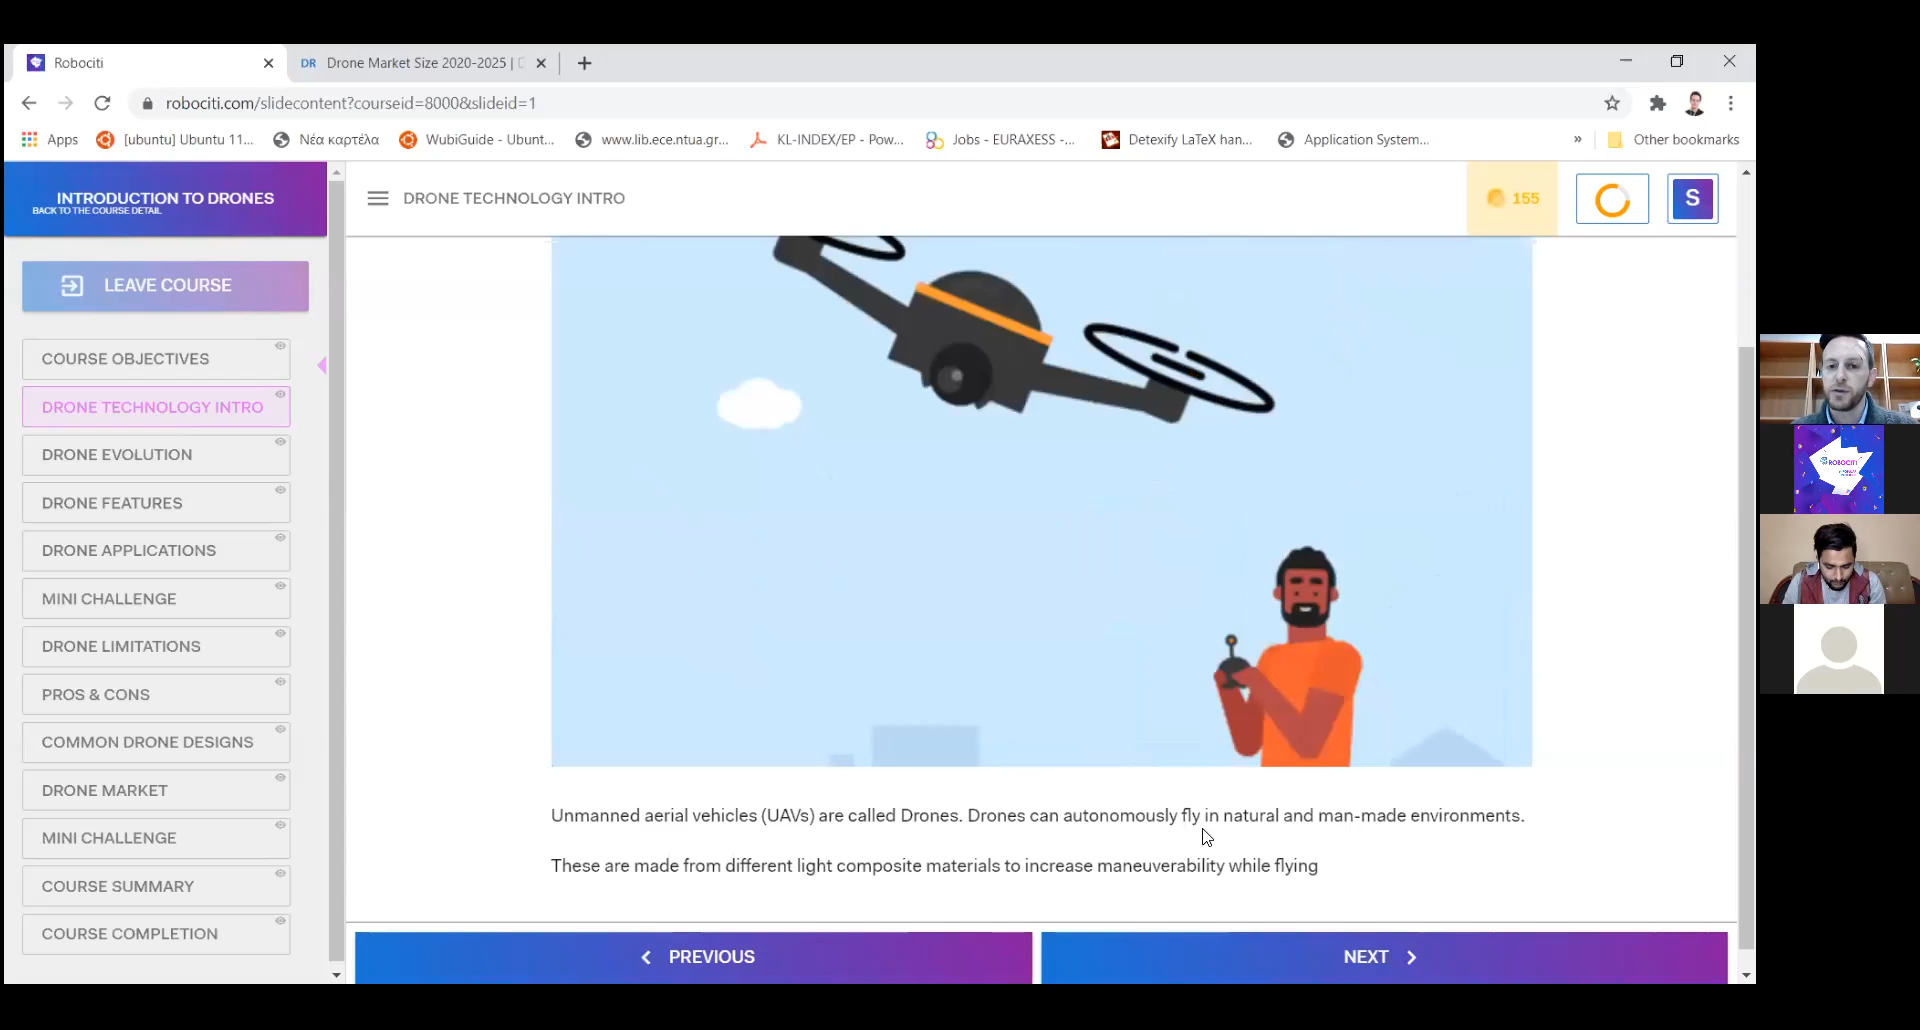 Robociti
DR Drone Market Size 2020-2025 |
robociti.com/slidecontent?courseid=8000&slideid=1
Apps
[ubuntu] Ubuntu 11...
Νέα καρτέλα
WubiGuide - Ubunt...
www.lib.ece.ntua.gr...
KL-INDEX/EP - Pow...
Jobs - EURAXESS -...
Detexify LaTeX han...
Application System...
»
Other bookmarks
INTRODUCTION TO DRONES
BACK TO THE COURSE DETAIL
LEAVE COURSE
COURSE OBJECTIVES
DRONE TECHNOLOGY INTRO
DRONE EVOLUTION
DRONE FEATURES
DRONE APPLICATIONS
MINI CHALLENGE
DRONE LIMITATIONS
PROS & CONS
COMMON DRONE DESIGNS
DRONE MARKET
MINI CHALLENGE
COURSE SUMMARY
COURSE COMPLETION
DRONE TECHNOLOGY INTRO
155
S
Unmanned aerial vehicles (UAVs) are called Drones. Drones can autonomously fly in natural and man-made environments.
These are made from different light composite materials to increase maneuverability while flying
PREVIOUS
NEXT
ROBOCITI